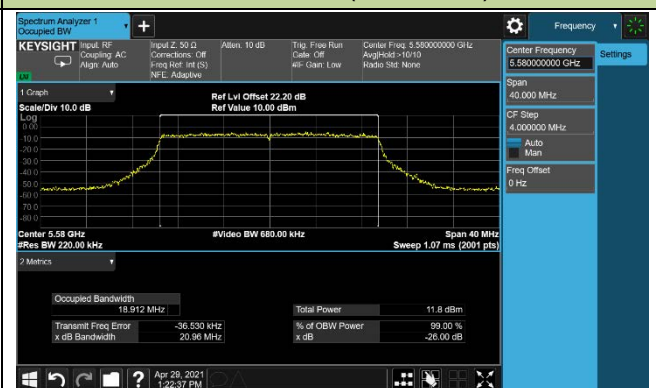 Spectrum Analyzer 1
Occupied BW
+
Frequency
KEYSIGHT
Input: RF
Coupling: AC
Align: Auto
Input Z: 50 Ω
Corrections: Off
Freq Ref: Int (S)
NFE: Adaptive
Atten: 10 dB
Trig: Free Run
Gate: Off
#IF Gain: Low
Center Freq: 5.580000000 GHz
Avg|Hold:>10/10
Radio Std: None
Center Frequency
5.580000000 GHz
Settings
Span
40.000 MHz
CF Step
4.000000 MHz
Auto
Man
Freq Offset
0 Hz
1 Graph
Scale/Div 10.0 dB
Ref Lvl Offset 22.20 dB
Ref Value 10.00 dBm
Log
0.00
-10.0
-20.0
-30.0
-40.0
-50.0
-60.0
-70.0
-80.0
Center 5.58 GHz
#Video BW 680.00 kHz
Span 40 MHz
#Res BW 220.00 kHz
Sweep 1.07 ms (2001 pts)
2 Metrics
Occupied Bandwidth
18.912 MHz
Total Power
11.8 dBm
Transmit Freq Error
-36.530 kHz
% of OBW Power
99.00 %
x dB Bandwidth
20.96 MHz
x dB
-26.00 dB
?
Apr 29, 2021
1:22:37 PM